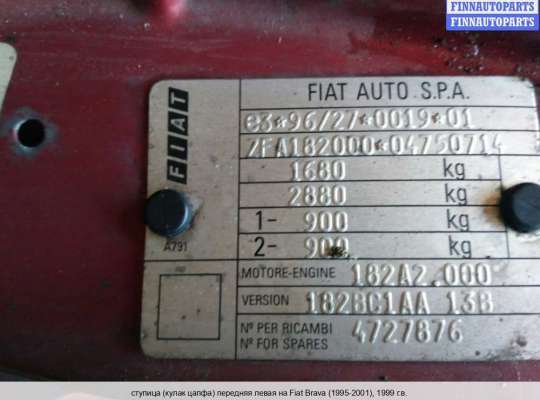 FINNAUTOPARTS
FINNAUTOPARTS
FIAT
FIAT AUTO S.P.A.
e3*96/27*0019*01
ZFA182000*04750714
1680 kg
2880 kg
1- 900 kg
2- 900 kg
A791
MOTORE-ENGINE 182A2.000
VERSION 182BC1AA 13B
Nº PER RICAMBI
Nº FOR SPARES 4727876
ступица (кулак цапфа) передняя левая на Fiat Brava (1995-2001), 1999 г.в.